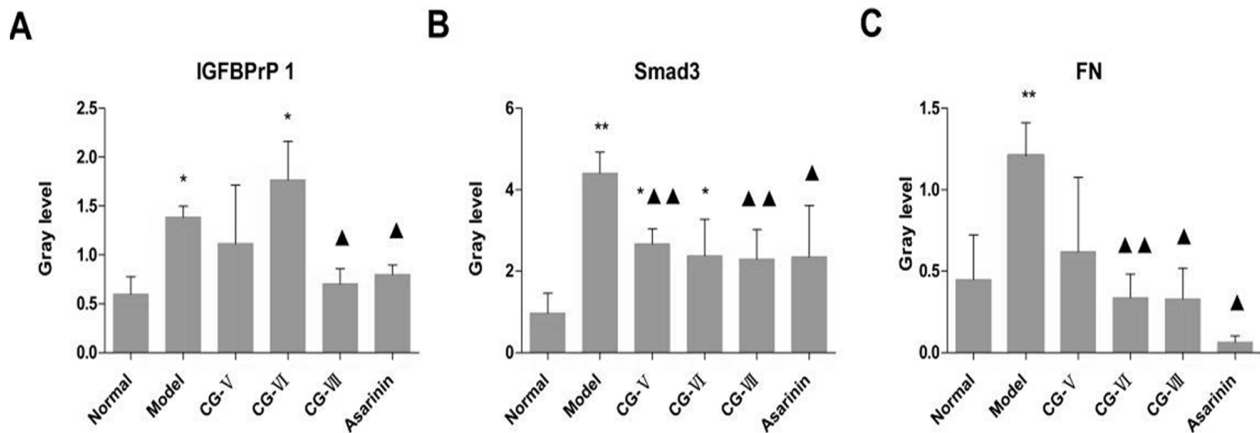 A
IGFBPrP 1
Gray level
2.5
2.0
1.5
1.0
0.5
0.0
*
*
▲
▲
Normal
Model
CG-Ⅴ
CG-Ⅵ
CG-Ⅶ
Asarinin
B
Smad3
Gray level
6
4
2
0
**
*▲▲
*
▲▲
▲
Normal
Model
CG-Ⅴ
CG-Ⅵ
CG-Ⅶ
Asarinin
C
FN
Gray level
1.5
1.0
0.5
0.0
**
▲▲
▲
▲
Normal
Model
CG-Ⅴ
CG-Ⅵ
CG-Ⅶ
Asarinin